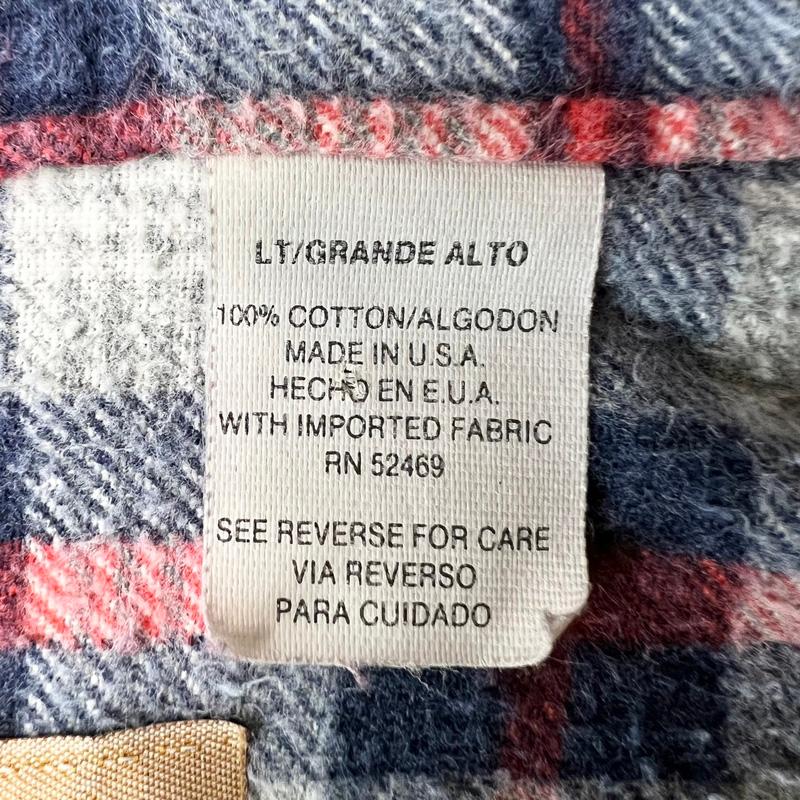 LT/GRANDE ALTO
100% COTTON/ALGODON
MADE IN U.S.A.
HECHO EN E.U.A.
WITH IMPORTED FABRIC
RN 52469
SEE REVERSE FOR CARE
VIA REVERSO
PARA CUIDADO